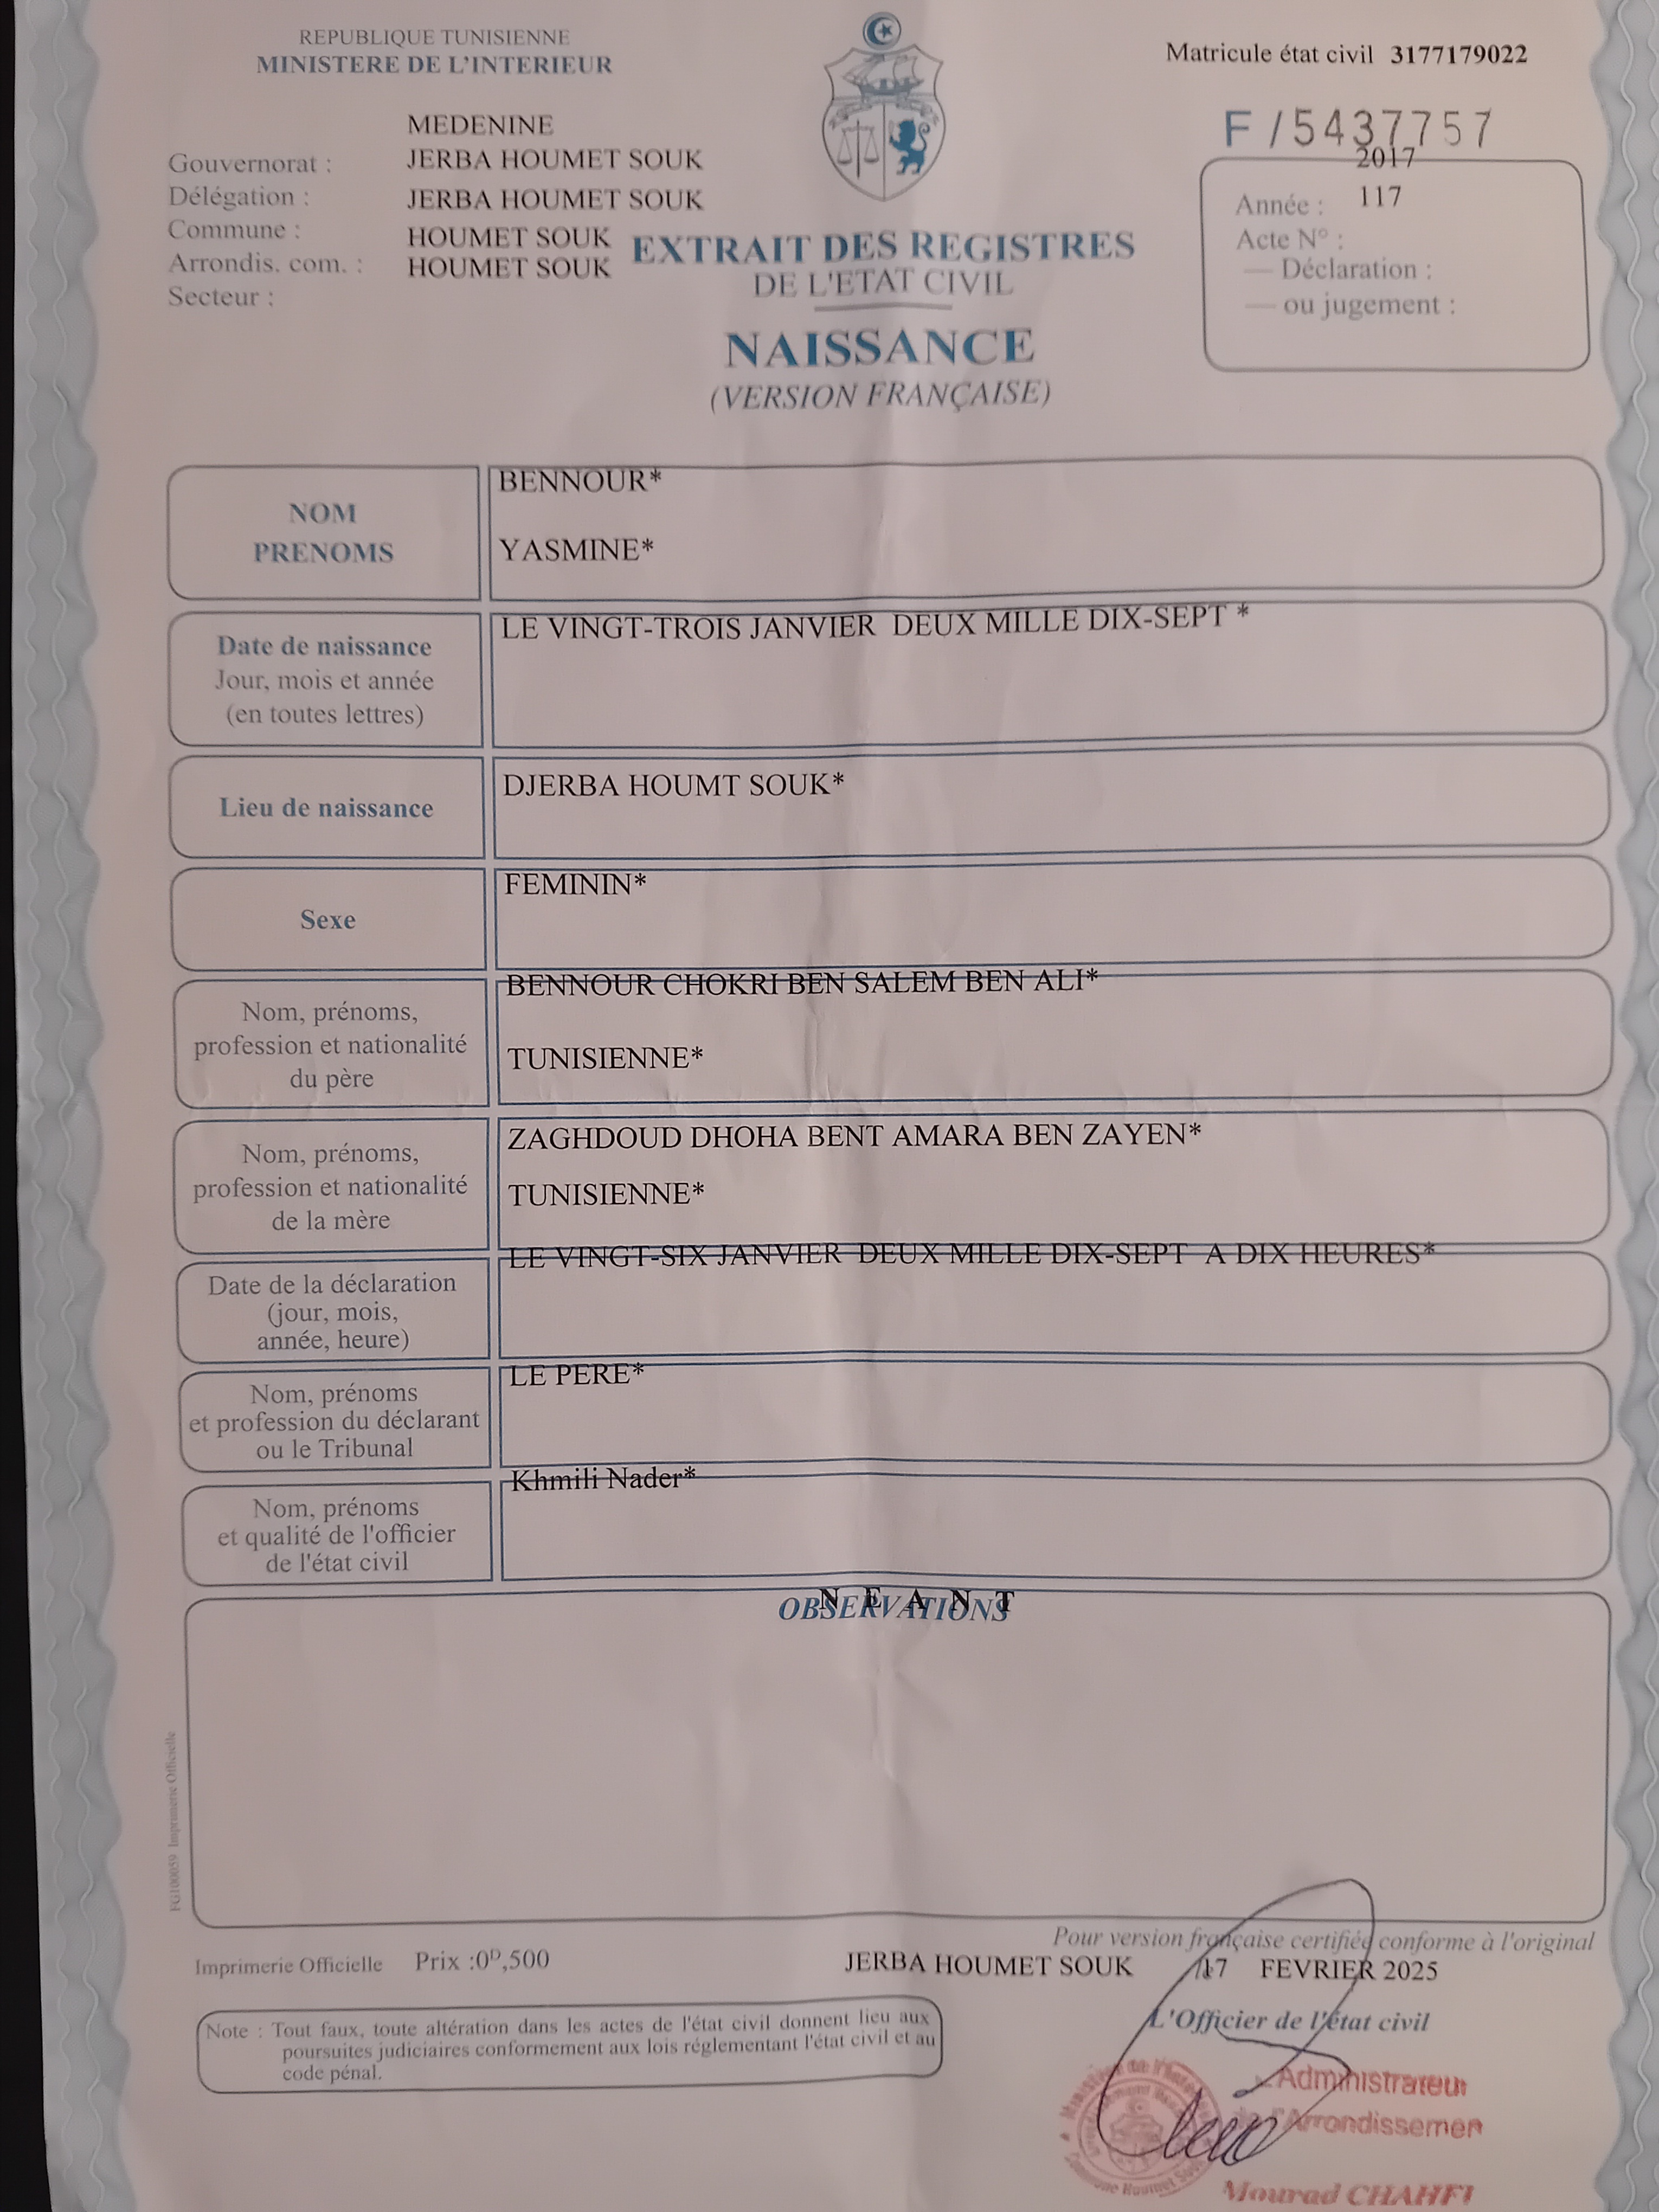 REPUBLIQUE TUNISIENNE
MINISTERE DE L'INTERIEUR
Matricule état civil 3177179022
F/5437757
MEDENINE
Gouvernorat : JERBA HOUMET SOUK
Délégation : JERBA HOUMET SOUK
Commune : HOUMET SOUK
Arrondis. com. : HOUMET SOUK
Secteur :
2017
Année : 117
Acte N° :
— Déclaration :
— ou jugement :
EXTRAIT DES REGISTRES
DE L'ETAT CIVIL
NAISSANCE
(VERSION FRANÇAISE)
NOM
PRENOMS
BENNOUR*
YASMINE*
Date de naissance
Jour, mois et année
(en toutes lettres)
LE VINGT-TROIS JANVIER DEUX MILLE DIX-SEPT *
Lieu de naissance
DJERBA HOUMT SOUK*
Sexe
FEMININ*
Nom, prénoms,
profession et nationalité
du père
BENNOUR CHOKRI BEN SALEM BEN ALI*
TUNISIENNE*
Nom, prénoms,
profession et nationalité
de la mère
ZAGHDOUD DHOHA BENT AMARA BEN ZAYEN*
TUNISIENNE*
Date de la déclaration
(jour, mois,
année, heure)
LE VINGT-SIX JANVIER DEUX MILLE DIX-SEPT A DIX HEURES*
Nom, prénoms
et profession du déclarant
ou le Tribunal
LE PERE*
Nom, prénoms
et qualité de l'officier
de l'état civil
Khmili Nader*
OBSERVATIONS
N E A N T
FG100059 Imprimerie Officielle
Pour version française certifiée conforme à l'original
Imprimerie Officielle Prix :0D,500
JERBA HOUMET SOUK 17 FEVRIER 2025
L'Officier de l'état civil
Note : Tout faux, toute altération dans les actes de l'état civil donnent lieu aux
poursuites judiciaires conformement aux lois réglementant l'état civil et au
code pénal.
Administrateur
de l'Arrondissemen
Mourad CHAHFI